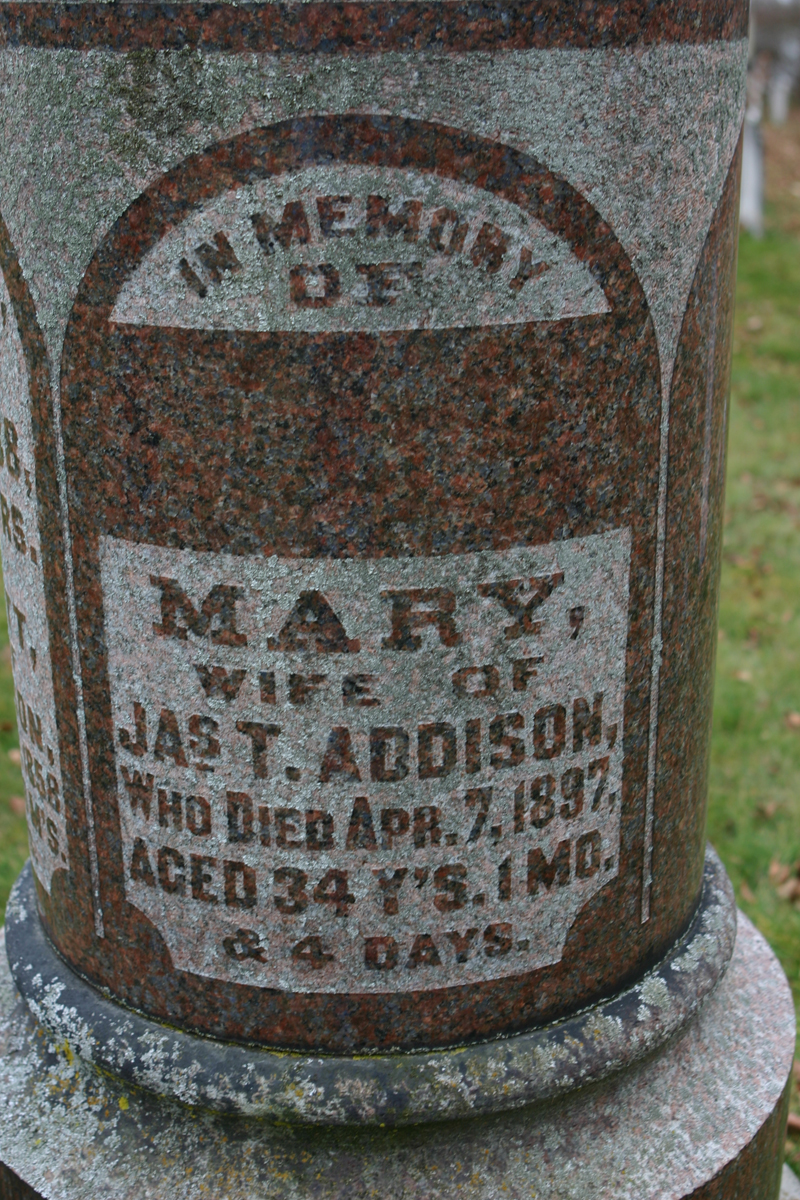 IN MEMORY
OF
MARY,
WIFE OF
JAS T. ADDISON,
WHO DIED APR. 7, 1897,
AGED 34 Y'S. 1 MO.
& 4 DAYS.